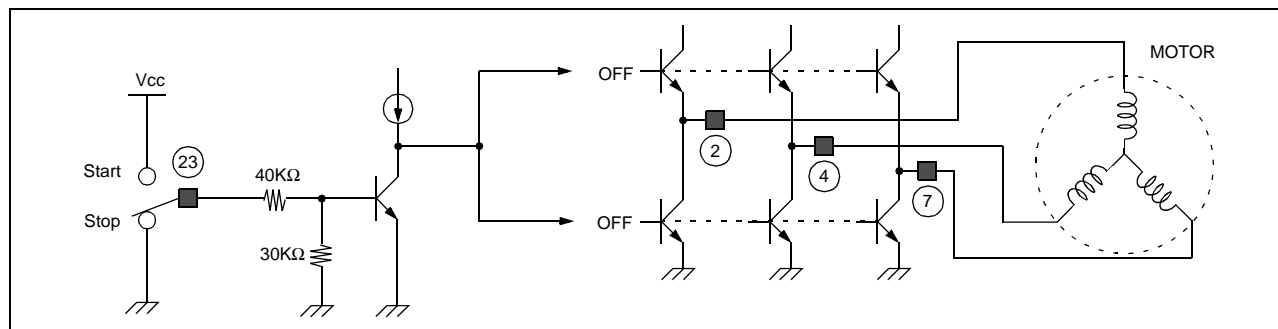 MOTOR
Vcc
OFF
2
Start
23
4
40KΩ
7
Stop
OFF
30KΩ